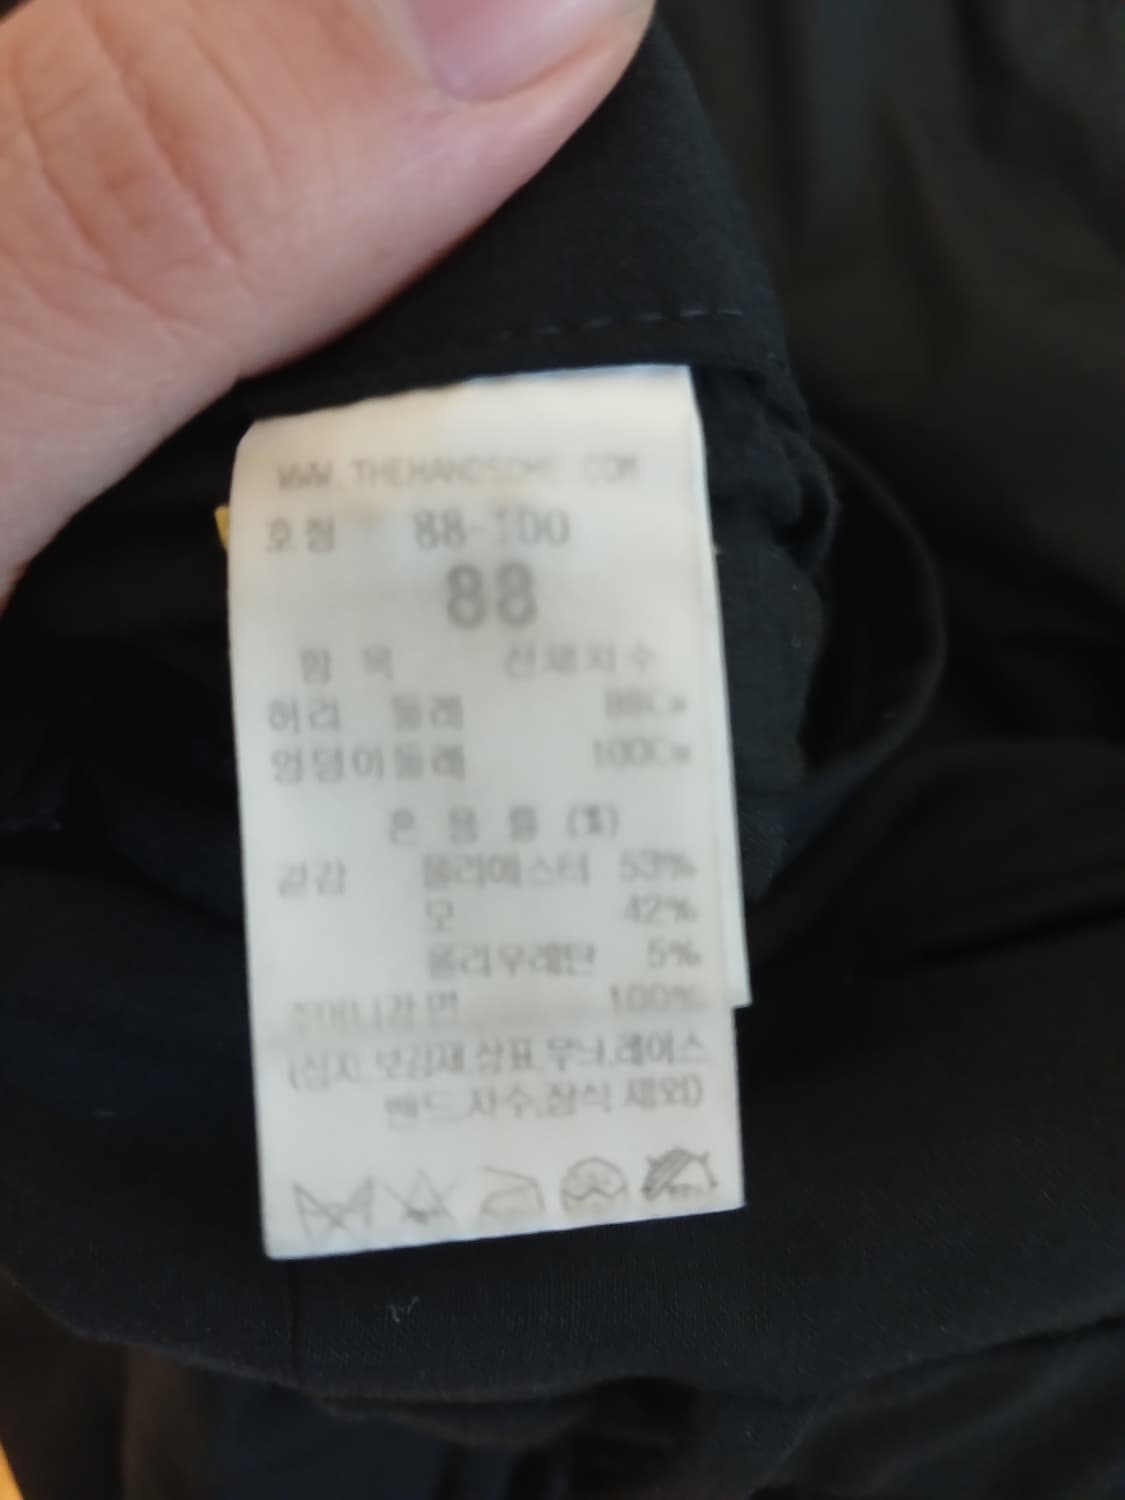 WWW.THEHANDSOME.COM
호칭 88-100
88
항 목 신체치수
허리 둘레 88Cm
엉덩이둘레 100Cm
혼 용 률 (%)
겉감 폴리에스터 53%
모 42%
폴리우레탄 5%
주머니감 면 100%
(심지.보강재.상표.무늬.레이스
밴드.자수.장식 제외)